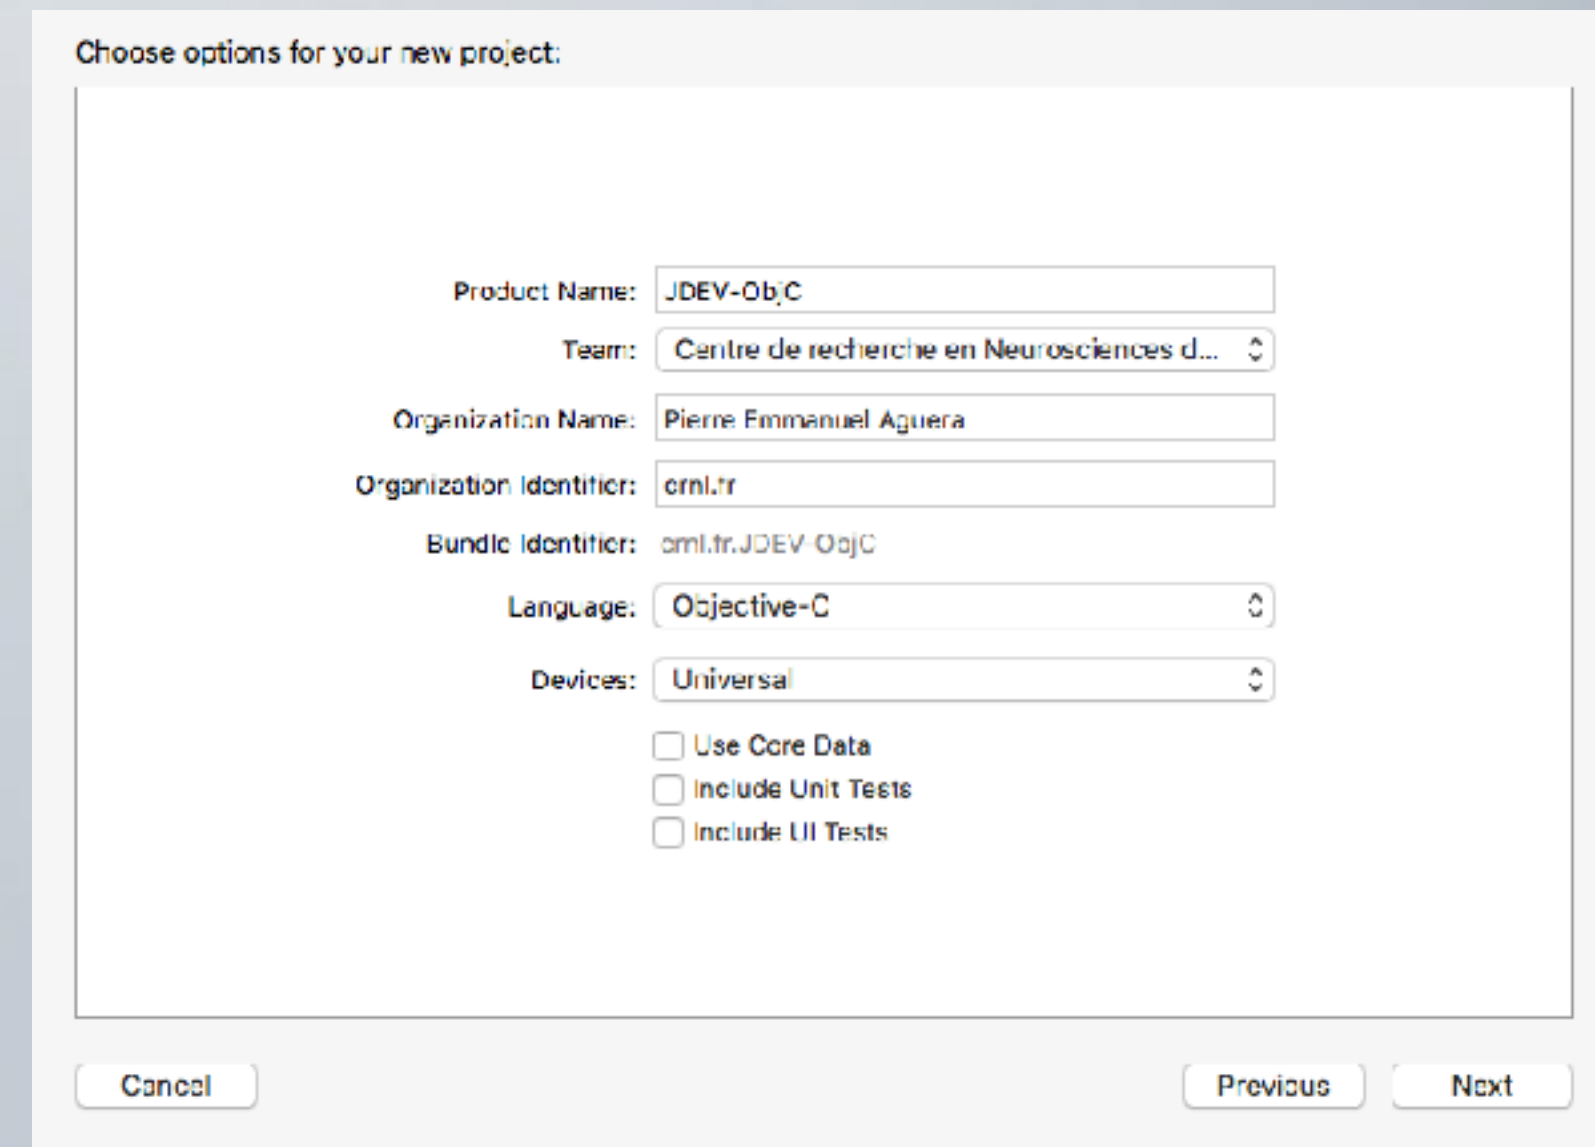 Choose options for your new project:
Product Name: JDEV-ObjC
Team: Centre de recherche en Neurosciences d...
Organization Name: Pierre Emmanuel Aguera
Organization Identifier: crnl.fr
Bundle Identifier: crnl.fr.JDEV-ObjC
Language: Objective-C
Devices: Universal
Use Core Data
Include Unit Tests
Include UI Tests
Cancel Previous Next